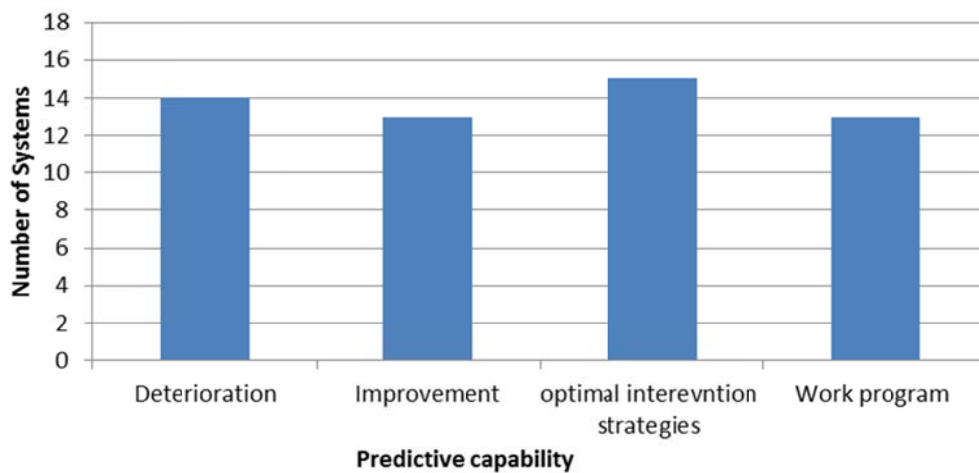 18
16
14
12
10
8
6
4
2
0
Number of Systems
Deterioration
Improvement
optimal interevntion
strategies
Work program
Predictive capability